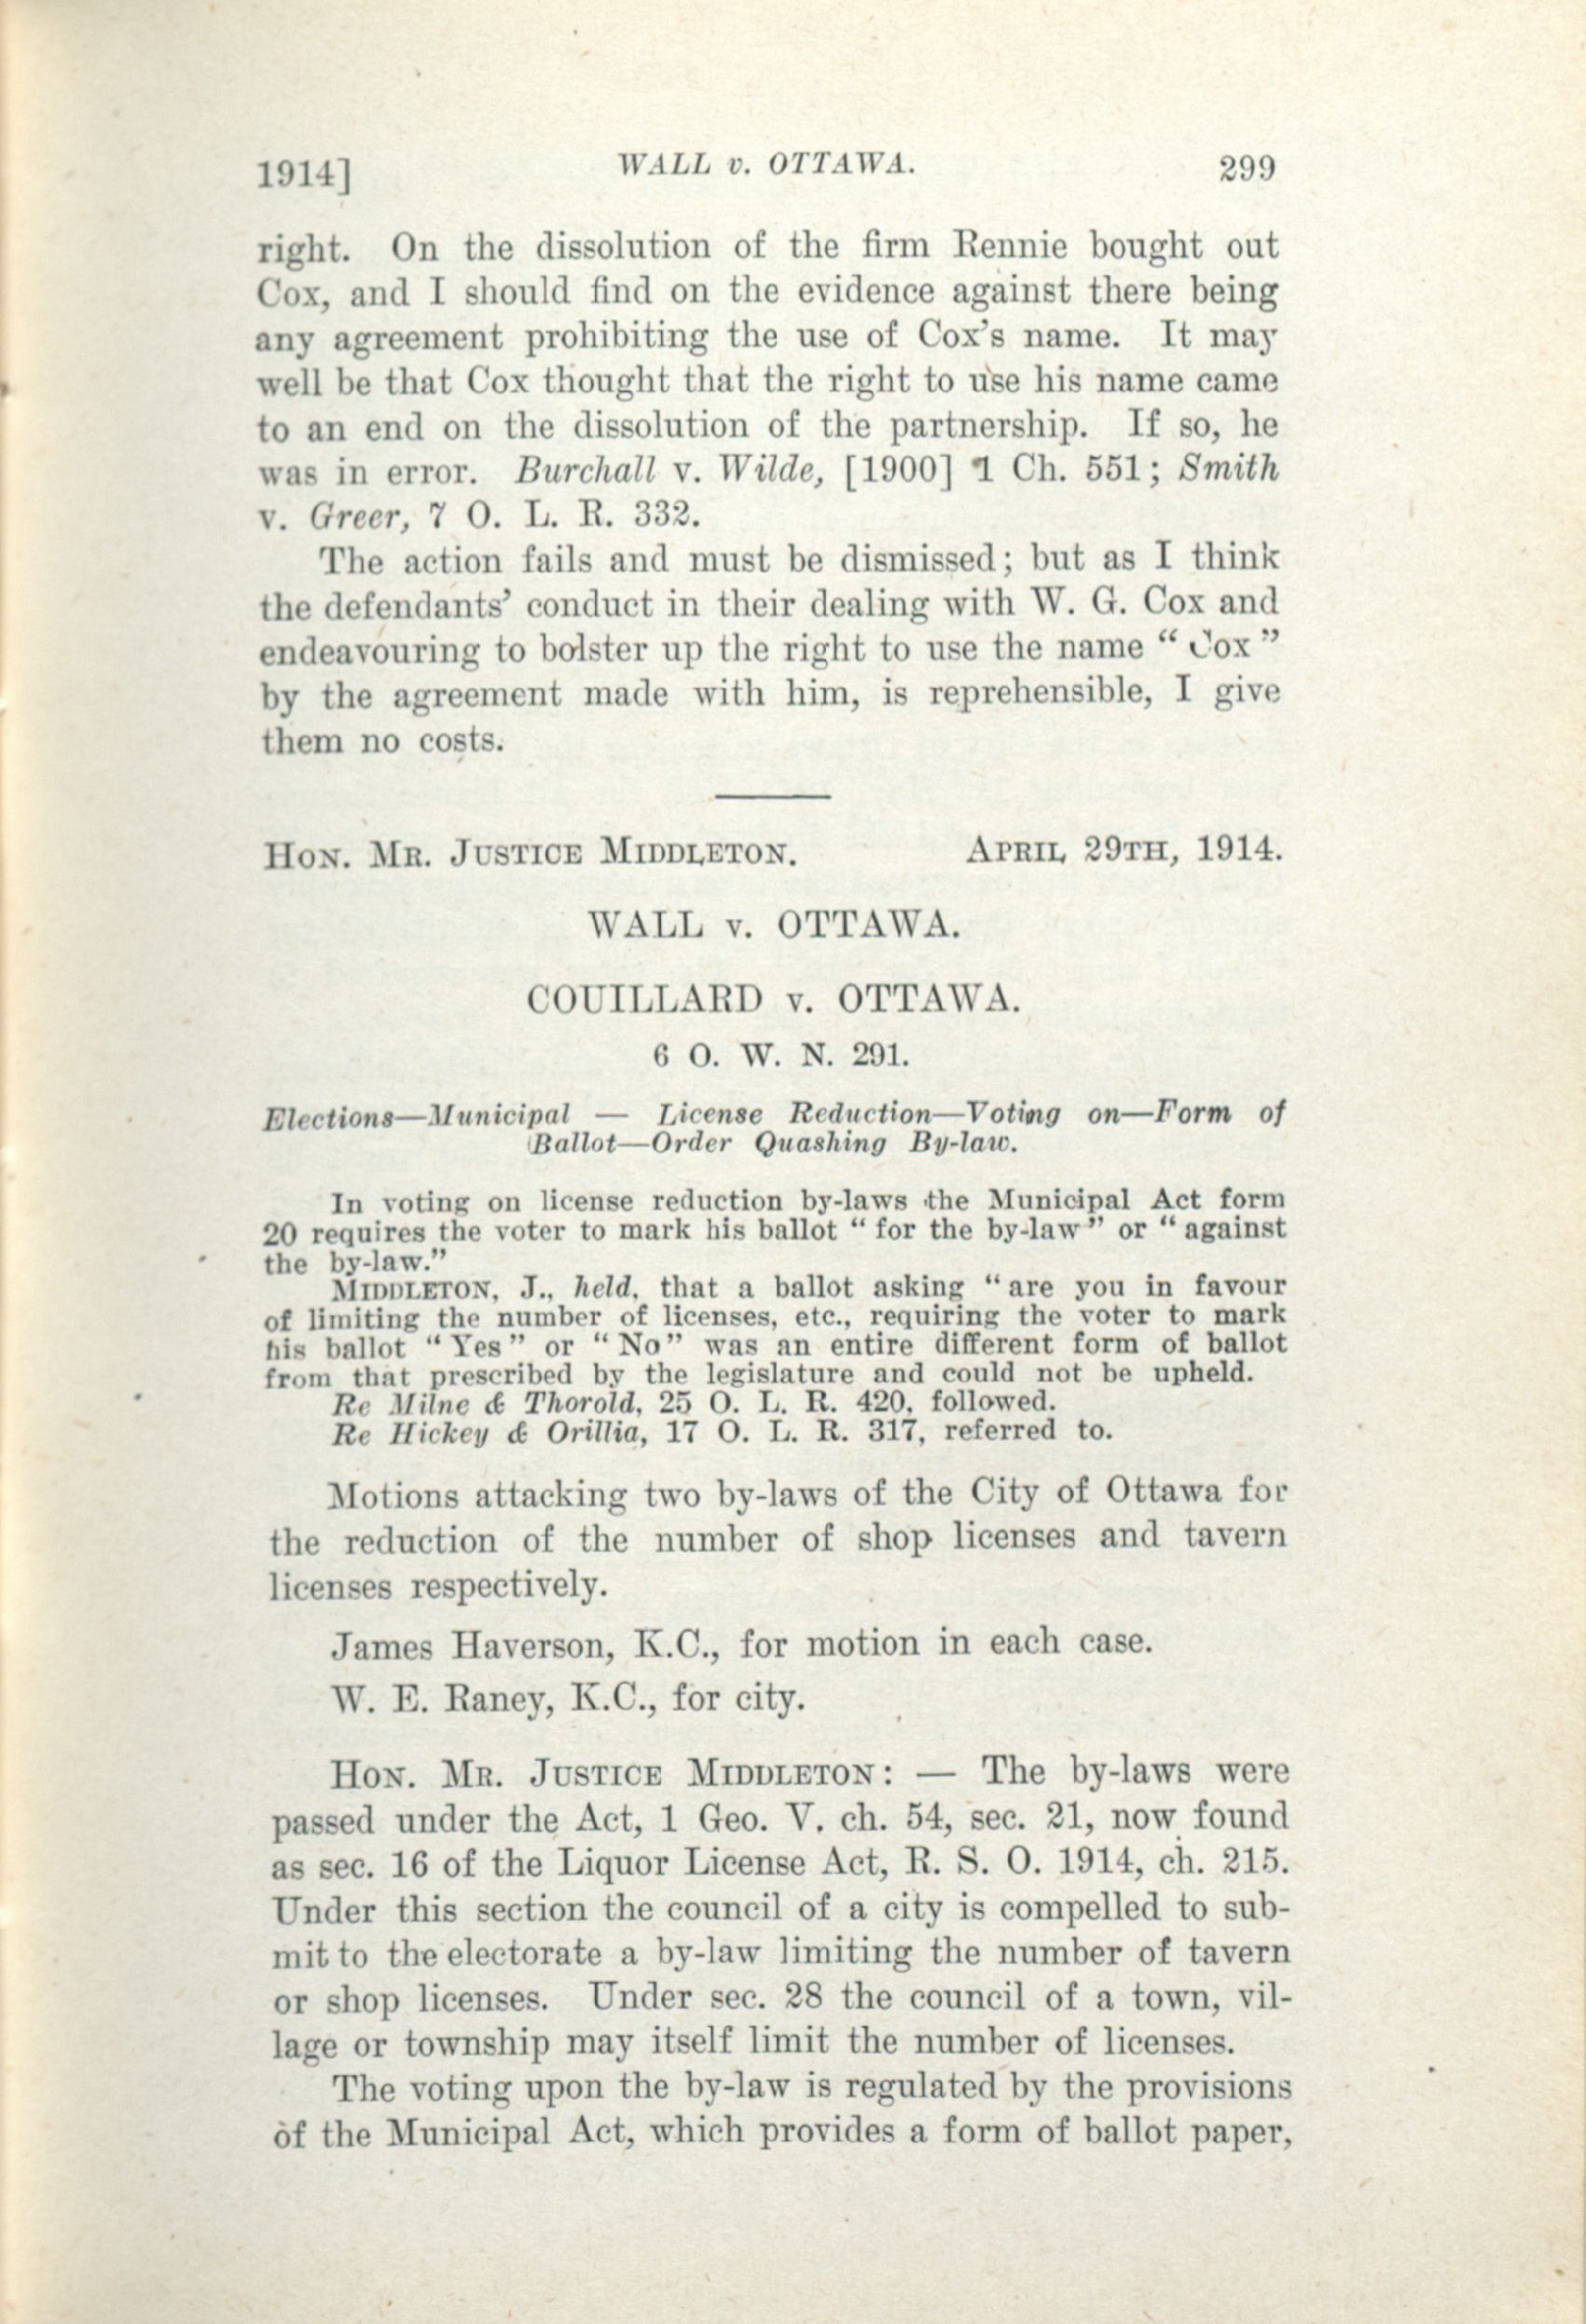 1914] WALL v. OTTAWA. 299
right. On the dissolution of the firm Rennie bought out
Cox, and I should find on the evidence against there being
any agreement prohibiting the use of Cox's name. It may
well be that Cox thought that the right to use his name came
to an end on the dissolution of the partnership. If so, he
was in error. Burchall v. Wilde, [1900] 1 Ch. 551; Smith
v. Greer, 7 O. L. R. 332.
The action fails and must be dismissed; but as I think
the defendants' conduct in their dealing with W. G. Cox and
endeavouring to bolster up the right to use the name “ Cox ”
by the agreement made with him, is reprehensible, I give
them no costs.
HON. MR. JUSTICE MIDDLETON. APRIL 29TH, 1914.
WALL v. OTTAWA.
COUILLARD v. OTTAWA.
6 O. W. N. 291.
Elections—Municipal — License Reduction—Voting on—Form of
Ballot—Order Quashing By-law.
In voting on license reduction by-laws the Municipal Act form
20 requires the voter to mark his ballot “ for the by-law ” or “ against
the by-law.”
MIDDLETON, J., held, that a ballot asking “ are you in favour
of limiting the number of licenses, etc., requiring the voter to mark
his ballot “ Yes ” or “ No ” was an entire different form of ballot
from that prescribed by the legislature and could not be upheld.
Re Milne & Thorold, 25 O. L. R. 420, followed.
Re Hickey & Orillia, 17 O. L. R. 317, referred to.
Motions attacking two by-laws of the City of Ottawa for
the reduction of the number of shop licenses and tavern
licenses respectively.
James Haverson, K.C., for motion in each case.
W. E. Raney, K.C., for city.
HON. MR. JUSTICE MIDDLETON: — The by-laws were
passed under the Act, 1 Geo. V. ch. 54, sec. 21, now found
as sec. 16 of the Liquor License Act, R. S. O. 1914, ch. 215.
Under this section the council of a city is compelled to sub-
mit to the electorate a by-law limiting the number of tavern
or shop licenses. Under sec. 28 the council of a town, vil-
lage or township may itself limit the number of licenses.
The voting upon the by-law is regulated by the provisions
of the Municipal Act, which provides a form of ballot paper,